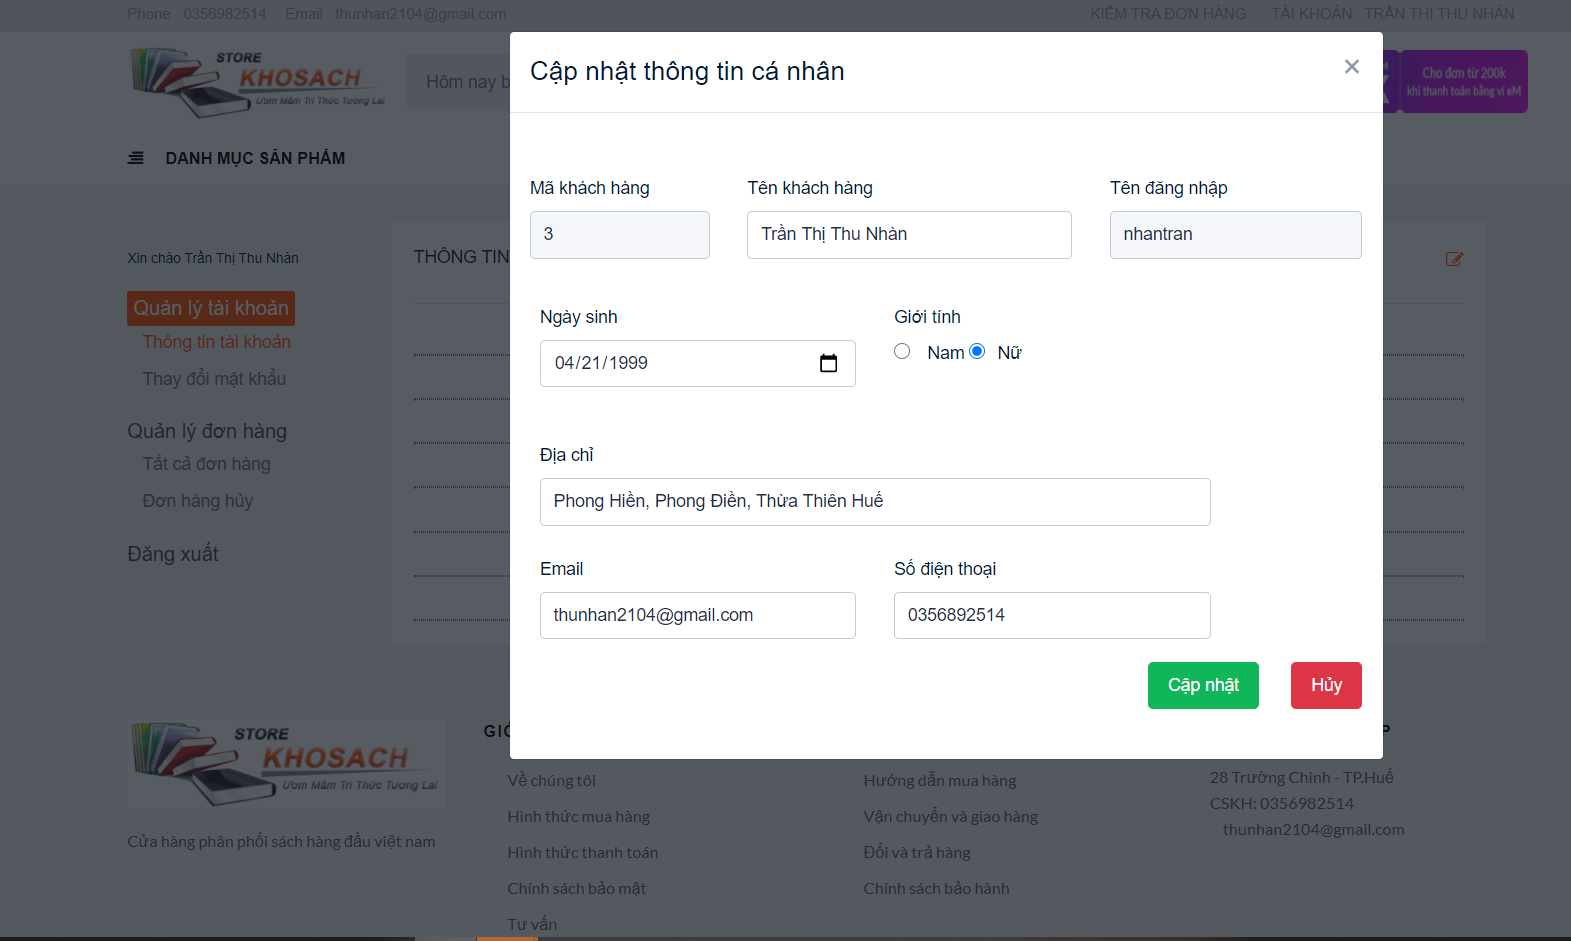 Phone : 0356982514 Email : thunhan2104@gmail.com KIỂM TRA ĐƠN HÀNG TÀI KHOẢN : TRẦN THỊ THU NHÀN
STORE
KHOSACH
Ươm Mầm Tri Thức Tương Lai
Hôm nay b
Cho đơn từ 200k
khi thanh toán bằng ví eM
DANH MỤC SẢN PHẨM
Cập nhật thông tin cá nhân
×
Mã khách hàng Tên khách hàng Tên đăng nhập
3 Trần Thị Thu Nhàn nhantran
Ngày sinh Giới tính
04/21/1999 Nam Nữ
Địa chỉ
Phong Hiền, Phong Điền, Thừa Thiên Huế
Email Số điện thoại
thunhan2104@gmail.com 0356892514
Cập nhật Hủy
Xin chào Trần Thị Thu Nhàn
THÔNG TIN
Quản lý tài khoản
Thông tin tài khoản
Thay đổi mật khẩu
Quản lý đơn hàng
Tất cả đơn hàng
Đơn hàng hủy
Đăng xuất
STORE
KHOSACH
Ươm Mầm Tri Thức Tương Lai
Cửa hàng phân phối sách hàng đầu việt nam
Về chúng tôi
Hình thức mua hàng
Hình thức thanh toán
Chính sách bảo mật
Tư vấn
Hướng dẫn mua hàng
Vận chuyển và giao hàng
Đổi và trả hàng
Chính sách bảo hành
28 Trường Chinh - TP.Huế
CSKH: 0356982514
thunhan2104@gmail.com